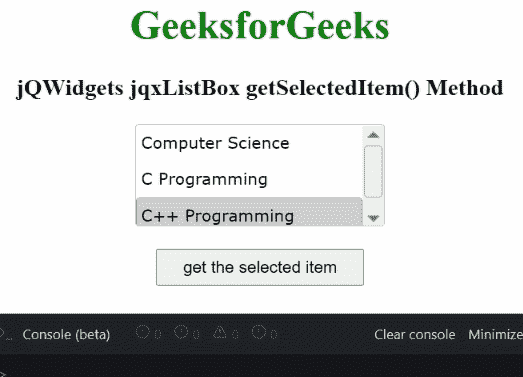 GeeksforGeeks
jQWidgets jqxListBox getSelectedItem() Method
Computer Science
C Programming
C++ Programming
get the selected item
Console (beta) 0 0 0 0 Clear console Minimize
>